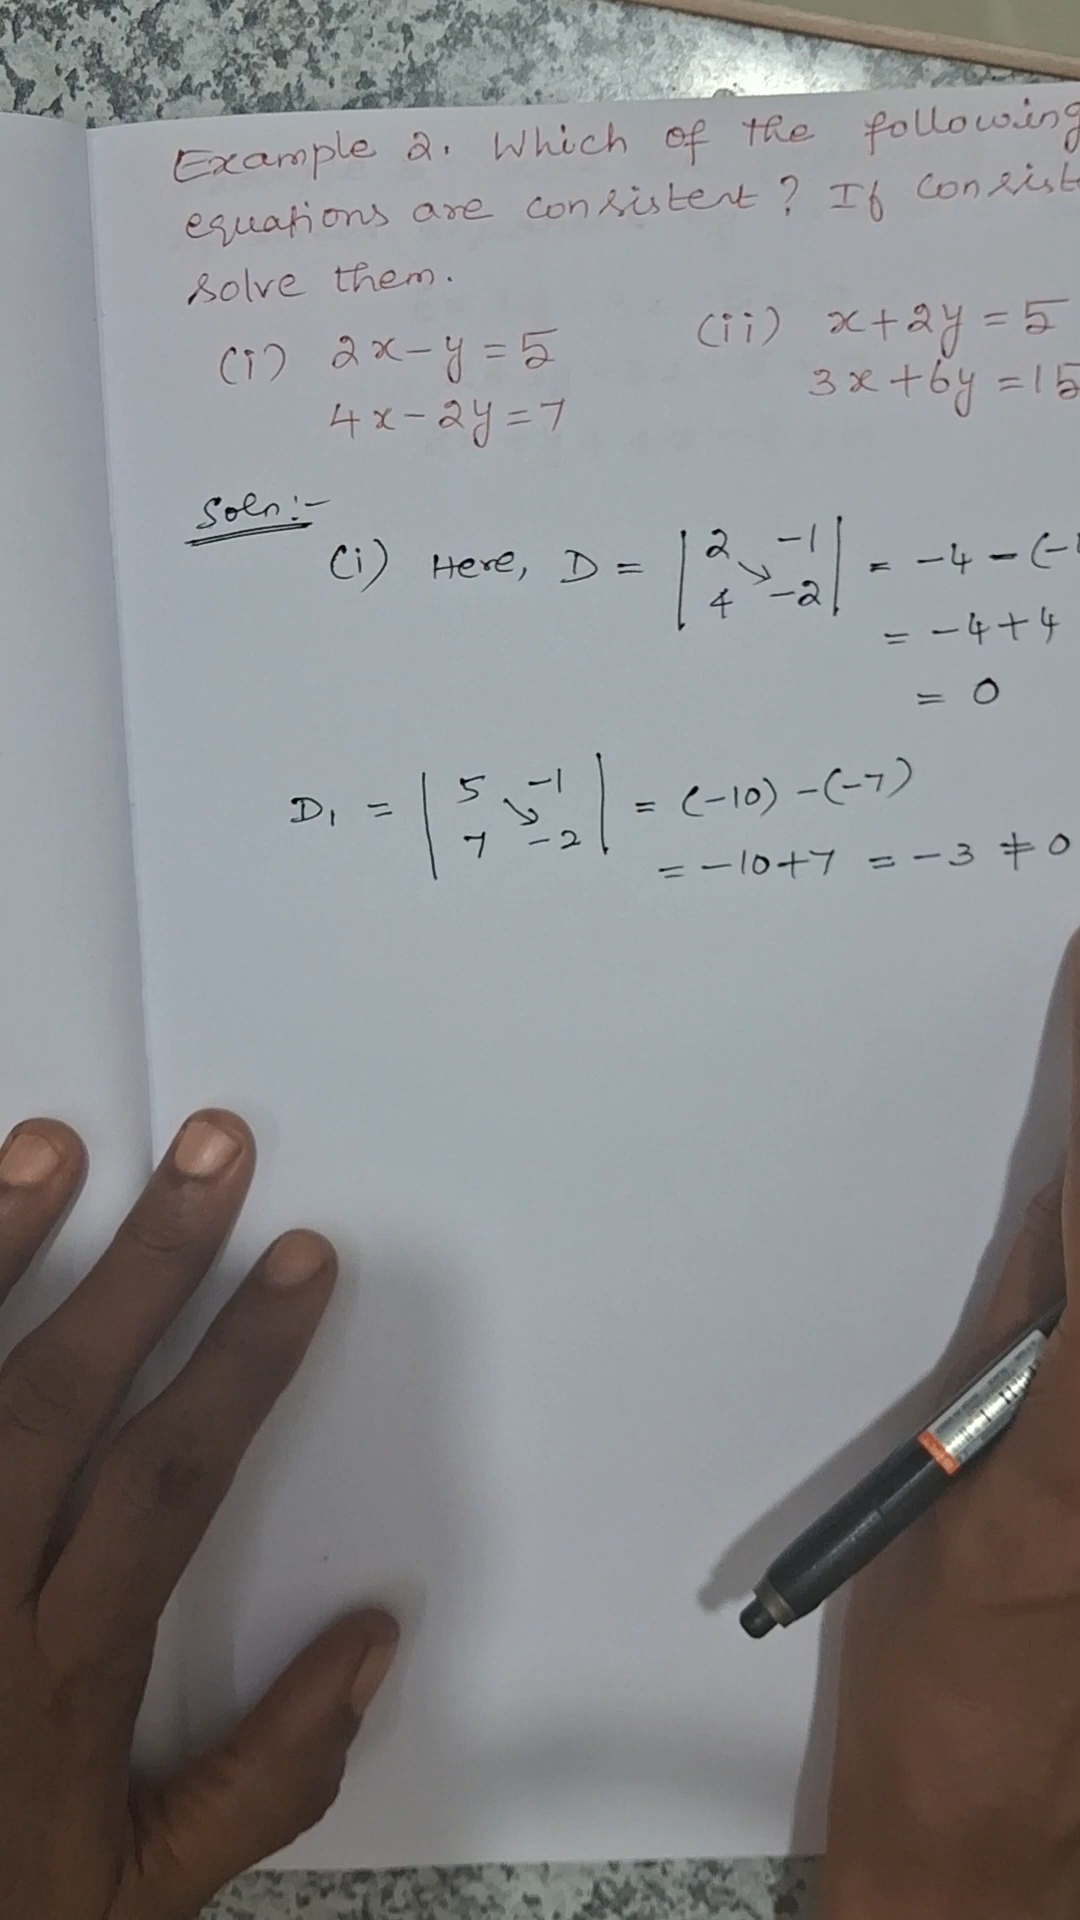 Example 2. Which of the following
equations are consistent? If consist
solve them.
(i) 2x-y=5 (ii) x+2y=5
4x-2y=7 3x+6y=15
Soln:-
(i) Here, D = | 2 -1 | = -4-(-
4 -2
= -4+4
= 0
D₁ = | 5 -1 | = (-10)-(-7)
7 -2
= -10+7 = -3 ≠ 0